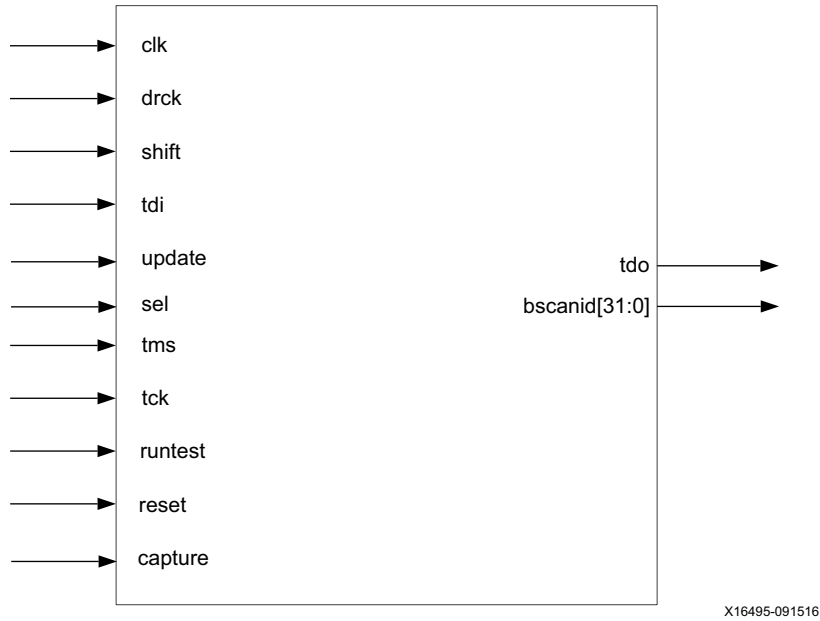 clk
drck
shift
tdi
update
sel
tms
tck
runtest
reset
capture
tdo
bscanid[31:0]
X16495-091516